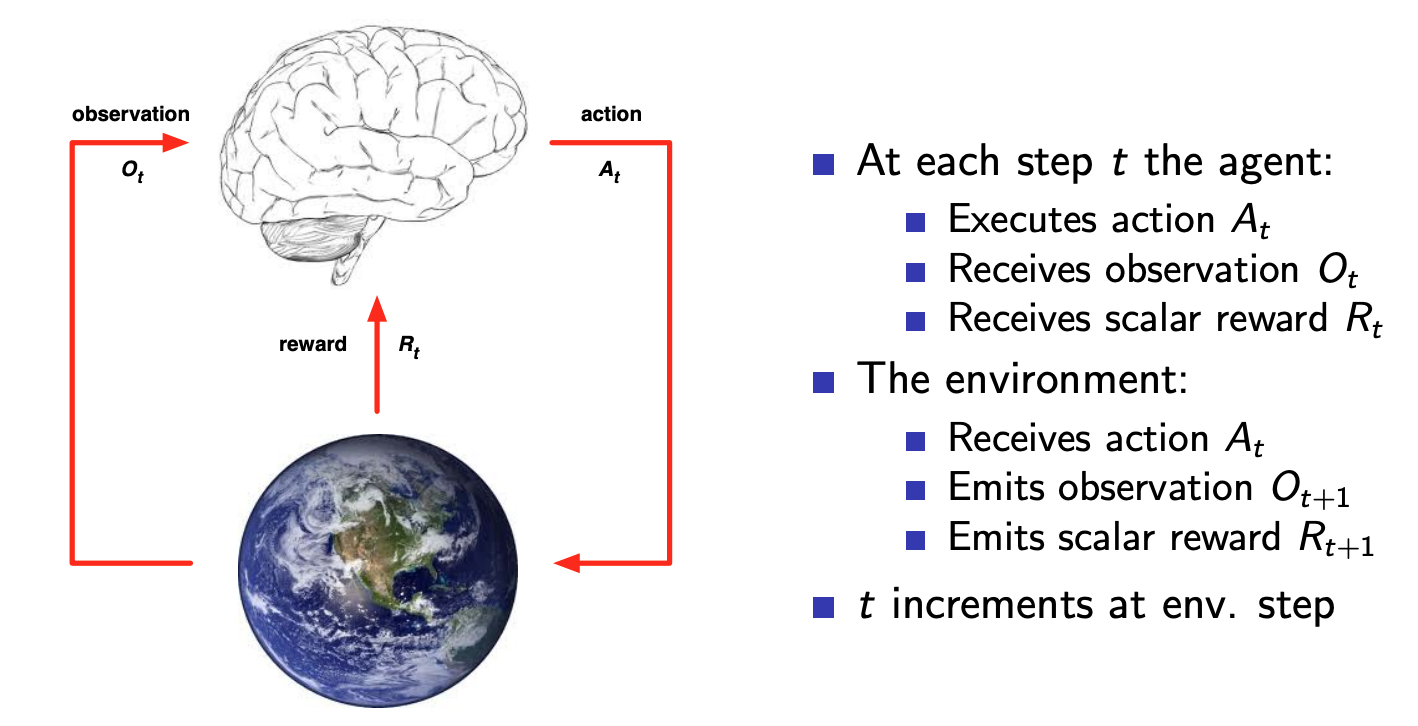 observation
O_t
action
A_t
reward R_t
At each step t the agent:
Executes action A_t
Receives observation O_t
Receives scalar reward R_t
The environment:
Receives action A_t
Emits observation O_{t+1}
Emits scalar reward R_{t+1}
t increments at env. step